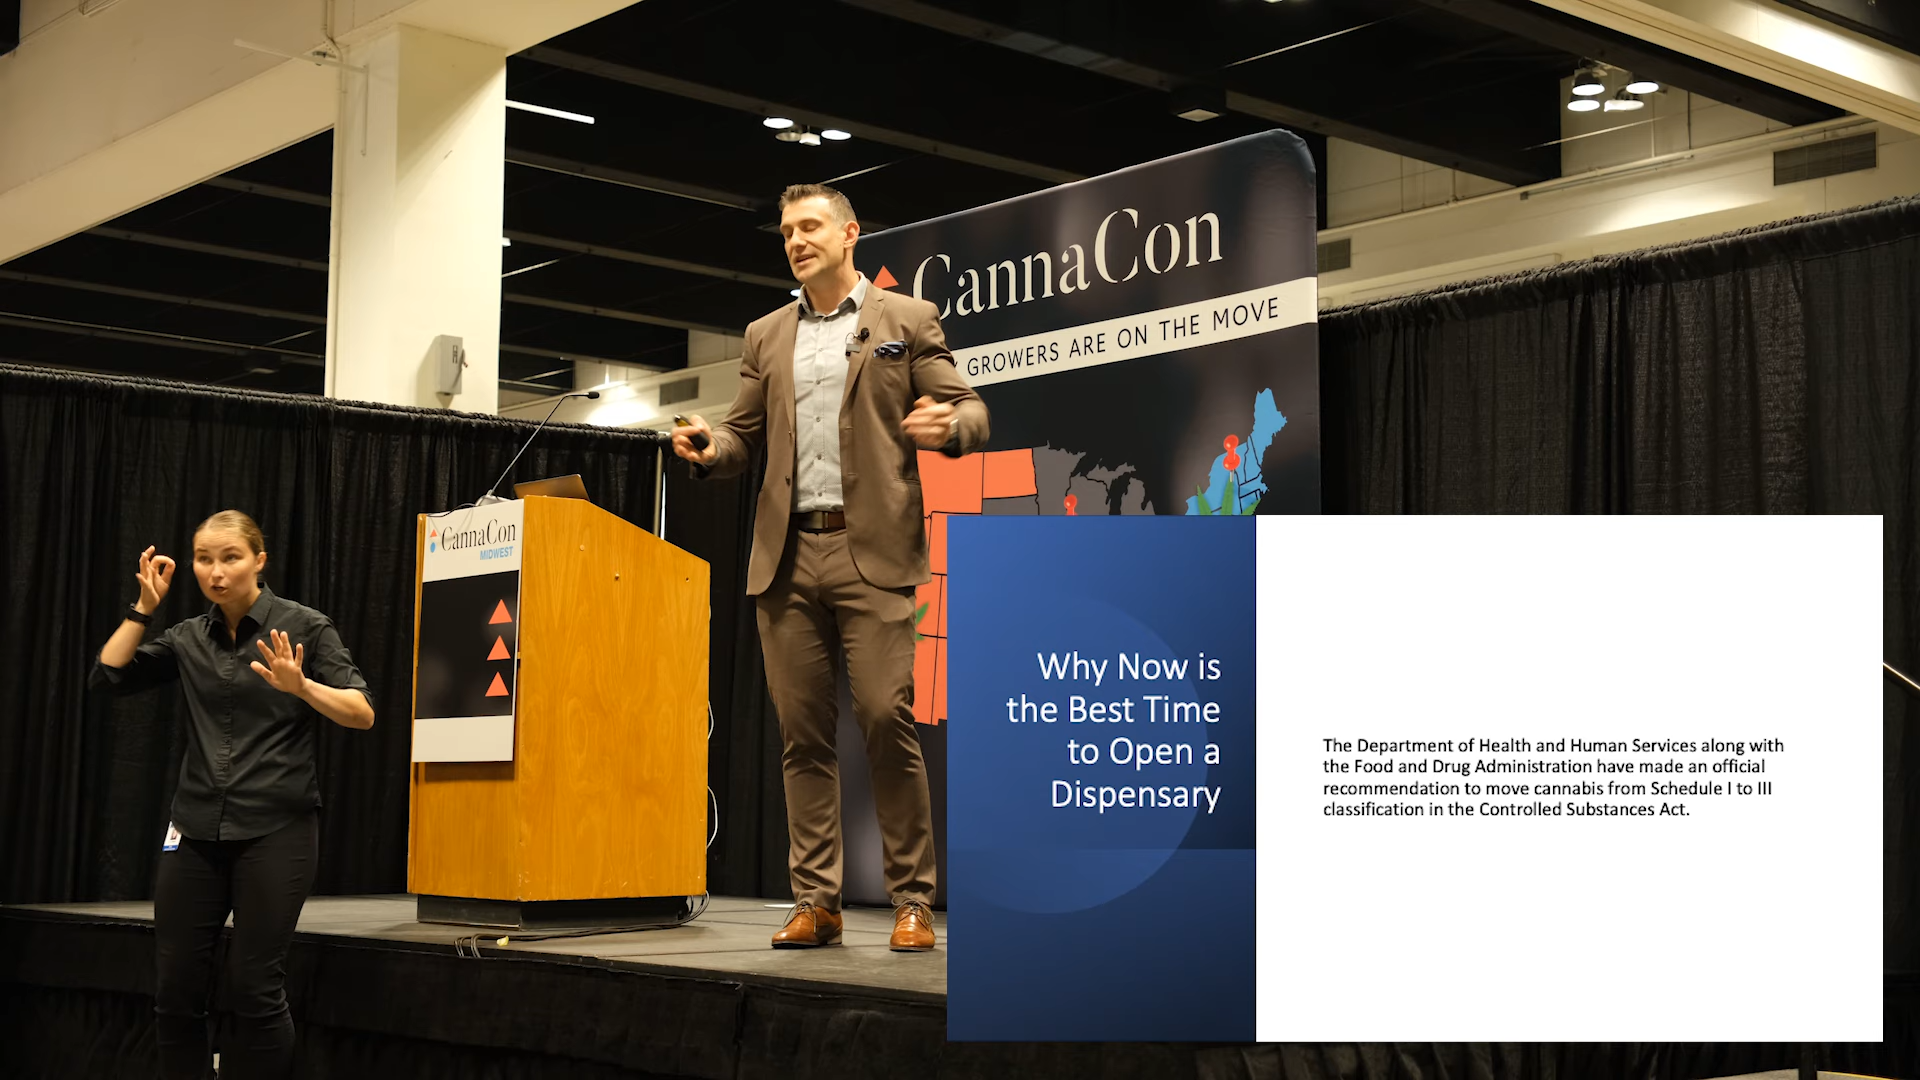 CannaCon
GROWERS ARE ON THE MOVE
CannaCon
MIDWEST
Why Now is
the Best Time
to Open a
Dispensary
The Department of Health and Human Services along with
the Food and Drug Administration have made an official
recommendation to move cannabis from Schedule I to III
classification in the Controlled Substances Act.